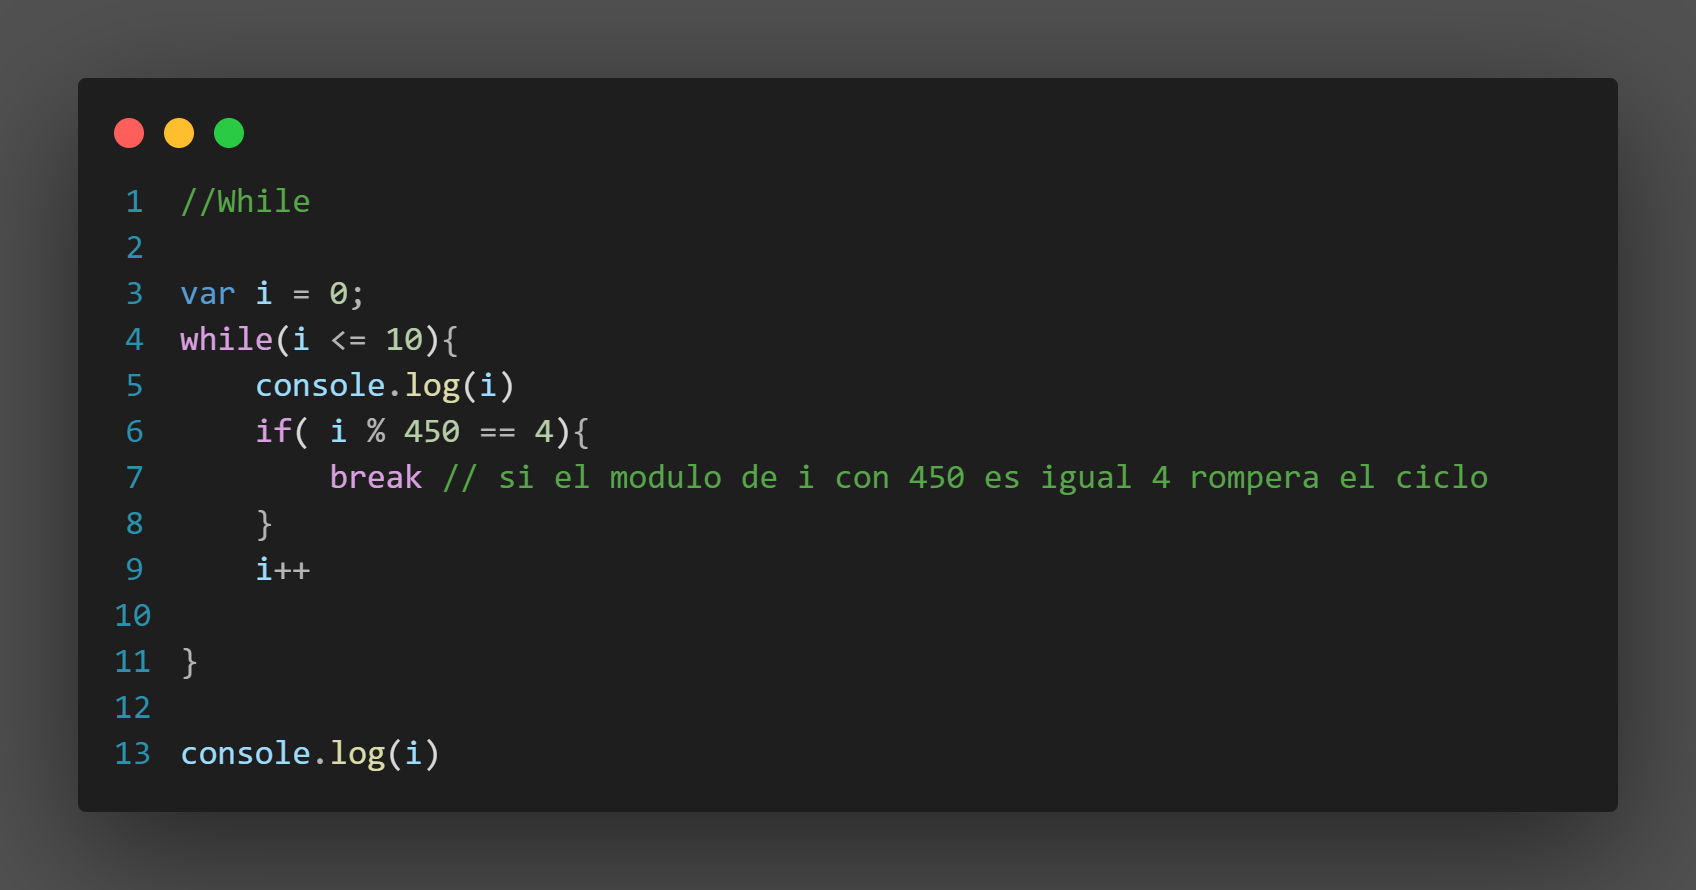 1 //While
2
3 var i = 0;
4 while(i <= 10){
5     console.log(i)
6     if( i % 450 == 4){
7         break // si el modulo de i con 450 es igual 4 rompera el ciclo
8     }
9     i++
10
11 }
12
13 console.log(i)